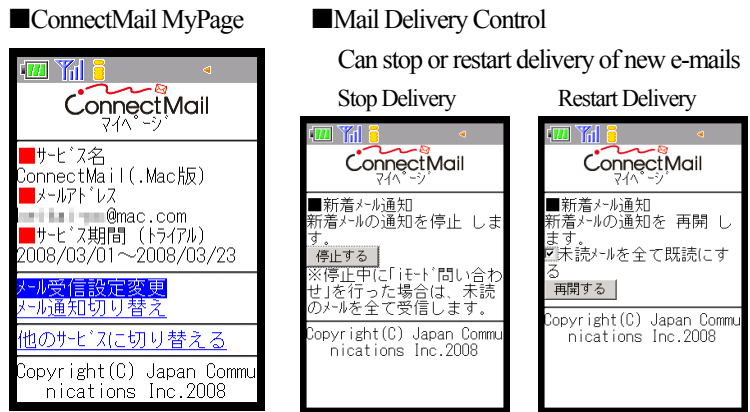 ■ConnectMail MyPage
■Mail Delivery Control
Can stop or restart delivery of new e-mails
Stop Delivery
Restart Delivery
ConnectMail
マイページ
■サービス名
ConnectMail(.Mac版)
■メールアドレス
@mac.com
■サービス期間 (トライアル)
2008/03/01～2008/03/23
メール受信設定変更
メール通知切り替え
他のサービスに切り替える
Copyright(C) Japan Commu
nications Inc.2008
ConnectMail
マイページ
■新着メール通知
新着メールの通知を停止 しま
す。
停止する
※停止中に「iモード問い合わ
せ」を行った場合は、未読
のメールを全て受信します。
Copyright(C) Japan Commu
nications Inc.2008
ConnectMail
マイページ
■新着メール通知
新着メールの通知を 再開 し
ます。
未読メールを全て既読にす
る
再開する
Copyright(C) Japan Commu
nications Inc.2008